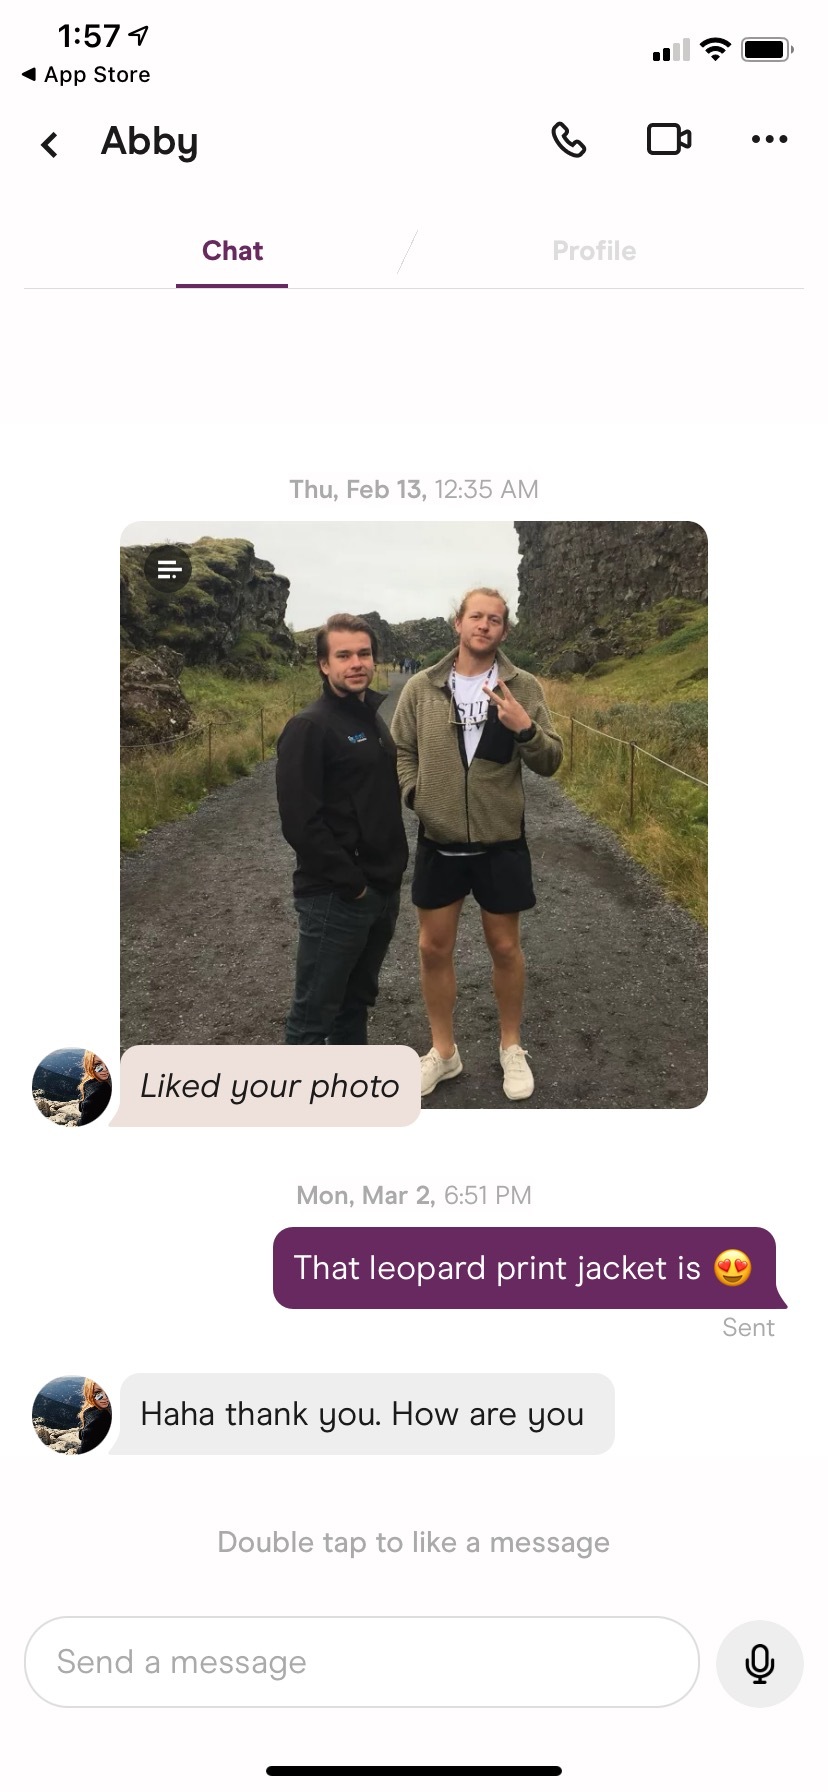 1:57
App Store
Abby
Chat
Profile
Thu, Feb 13, 12:35 AM
Liked your photo
Mon, Mar 2, 6:51 PM
That leopard print jacket is 😍
Sent
Haha thank you. How are you
Double tap to like a message
Send a message